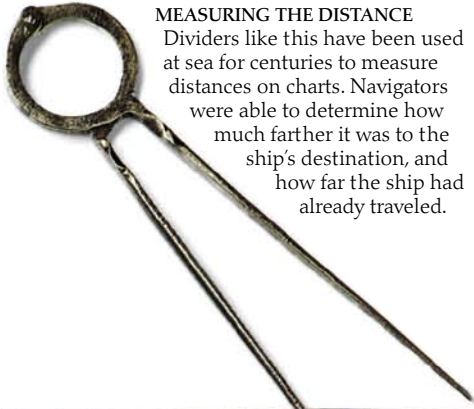 MEASURING THE DISTANCE
Dividers like this have been used
at sea for centuries to measure
distances on charts. Navigators
were able to determine how
much farther it was to the
ship's destination, and
how far the ship had
already traveled.